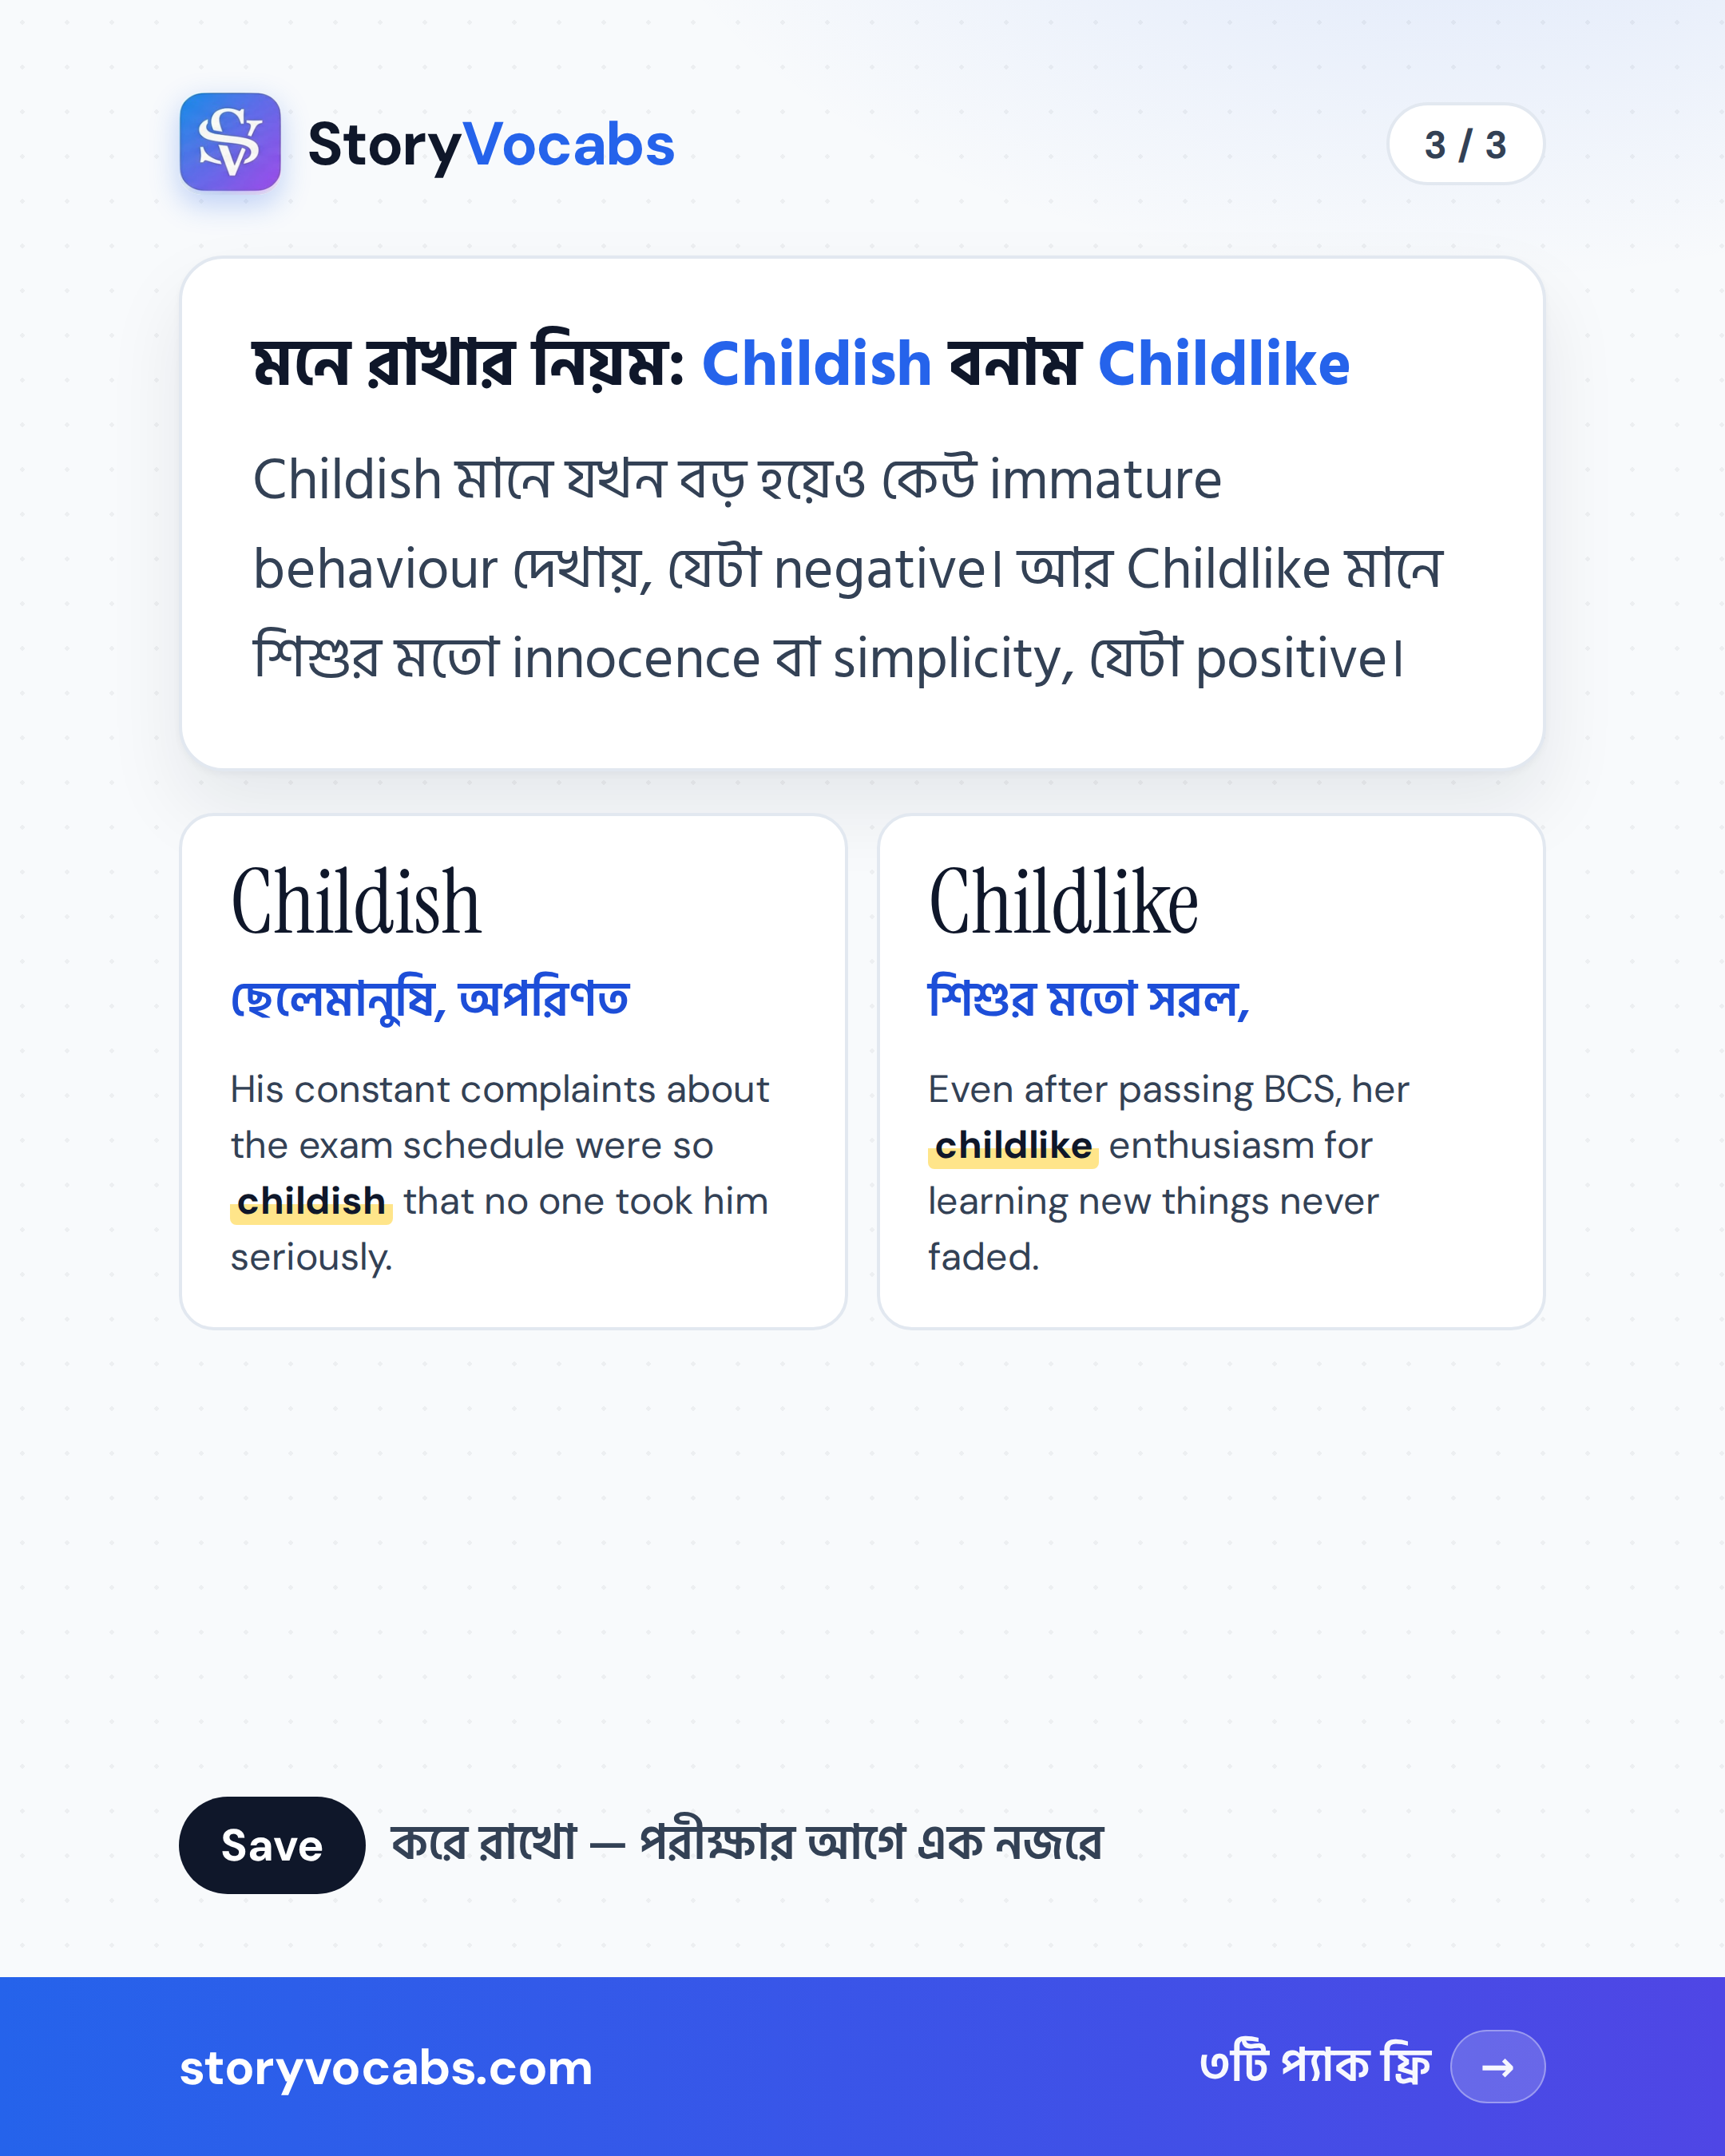 StoryVocabs
3 / 3
মনে রাখার নিয়ম: Childish বনাম Childlike
Childish মানে যখন বড় হয়েও কেউ immature
behaviour দেখায়, যেটা negative। আর Childlike মানে
শিশুর মতো innocence বা simplicity, যেটা positive।
Childish
ছেলেমানুষি, অপরিণত
His constant complaints about
the exam schedule were so
childish that no one took him
seriously.
Childlike
শিশুর মতো সরল,
Even after passing BCS, her
childlike enthusiasm for
learning new things never
faded.
Save করে রাখো — পরীক্ষার আগে এক নজরে
storyvocabs.com
৩টি প্যাক ফ্রি →